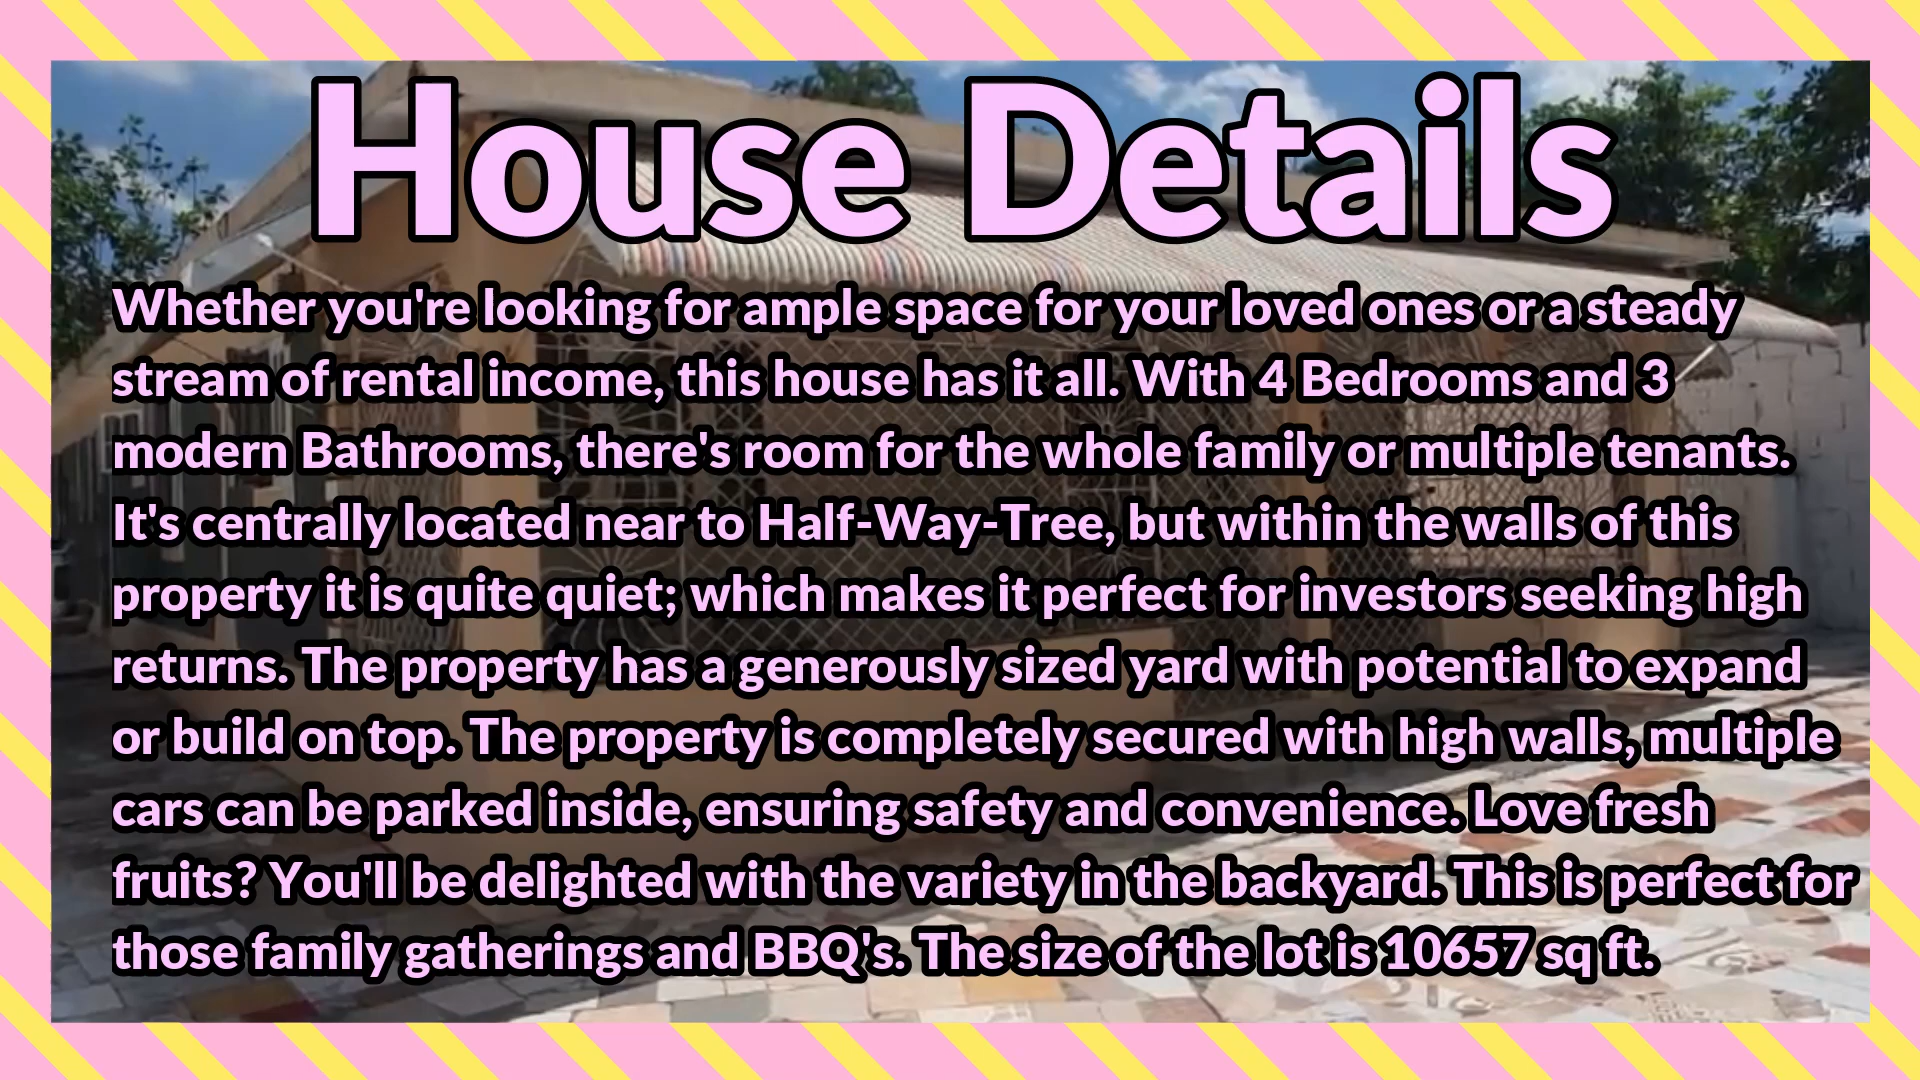 House Details
Whether you're looking for ample space for your loved ones or a steady
stream of rental income, this house has it all. With 4 Bedrooms and 3
modern Bathrooms, there's room for the whole family or multiple tenants.
It's centrally located near to Half-Way-Tree, but within the walls of this
property it is quite quiet; which makes it perfect for investors seeking high
returns. The property has a generously sized yard with potential to expand
or build on top. The property is completely secured with high walls, multiple
cars can be parked inside, ensuring safety and convenience. Love fresh
fruits? You'll be delighted with the variety in the backyard. This is perfect for
those family gatherings and BBQ's. The size of the lot is 10657 sq ft.